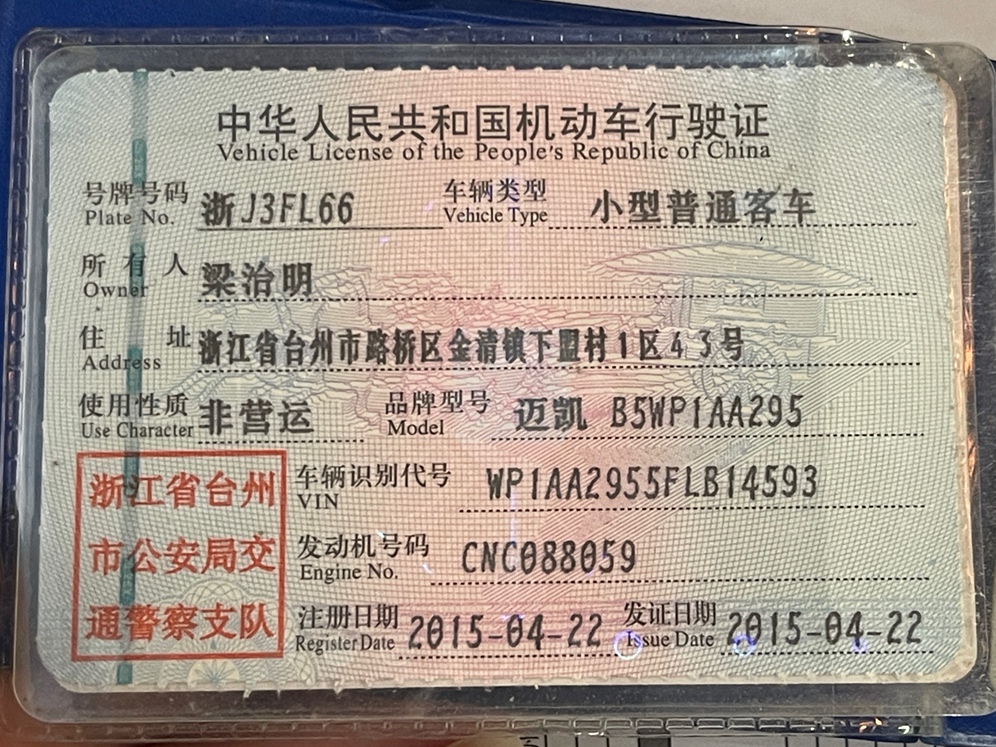 中华人民共和国机动车行驶证
Vehicle License of the People's Republic of China
号牌号码 浙J3FL66 车辆类型 小型普通客车
Plate No. Vehicle Type
所有人 梁治明
Owner
住址 浙江省台州市路桥区金清镇下盟村1区43号
Address
使用性质 非营运 品牌型号 迈凯 B5WP1AA295
Use Character Model
浙江省台州
市公安局交
通警察支队
车辆识别代号 WP1AA2955FLB14593
VIN
发动机号码 CNC088059
Engine No.
注册日期 2015-04-22 发证日期 2015-04-22
Register Date Issue Date